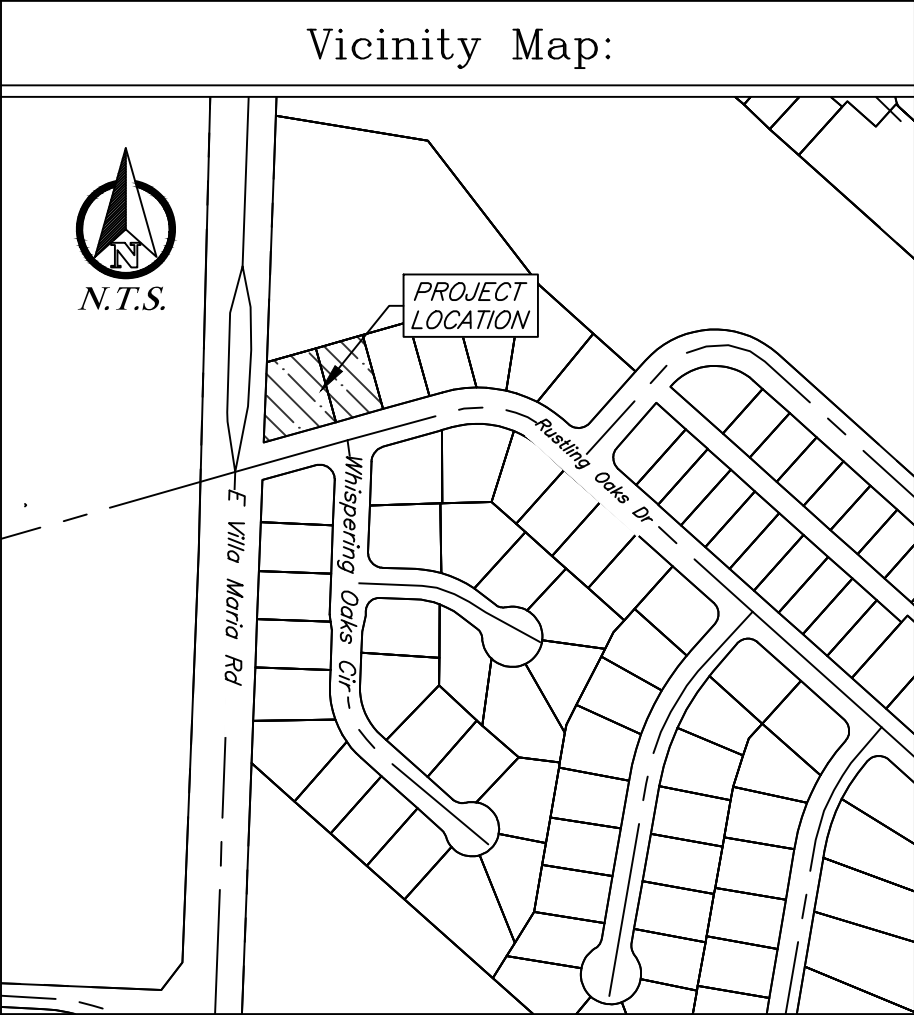 Vicinity Map:
N
N.T.S.
PROJECT
LOCATION
Rustling Oaks Dr
Whispering Oaks Cir
E Villa Maria Rd